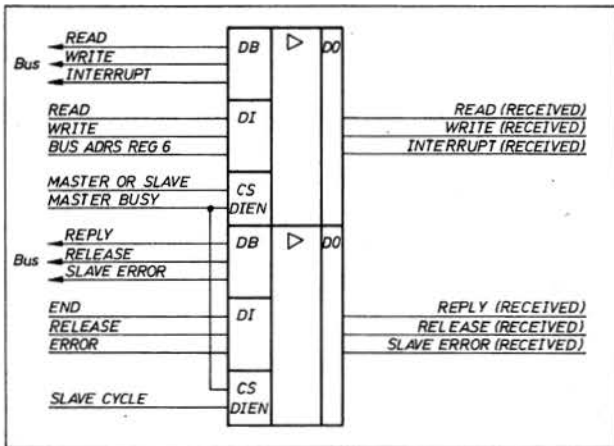 READ
DB
DO
Bus
WRITE
INTERRUPT
READ
DI
READ (RECEIVED)
WRITE
WRITE (RECEIVED)
BUS ADRS REG 6
INTERRUPT (RECEIVED)
MASTER OR SLAVE
CS
MASTER BUSY
DIEN
REPLY
DB
DO
Bus
RELEASE
SLAVE ERROR
END
DI
REPLY (RECEIVED)
RELEASE
RELEASE (RECEIVED)
ERROR
SLAVE ERROR (RECEIVED)
CS
SLAVE CYCLE
DIEN